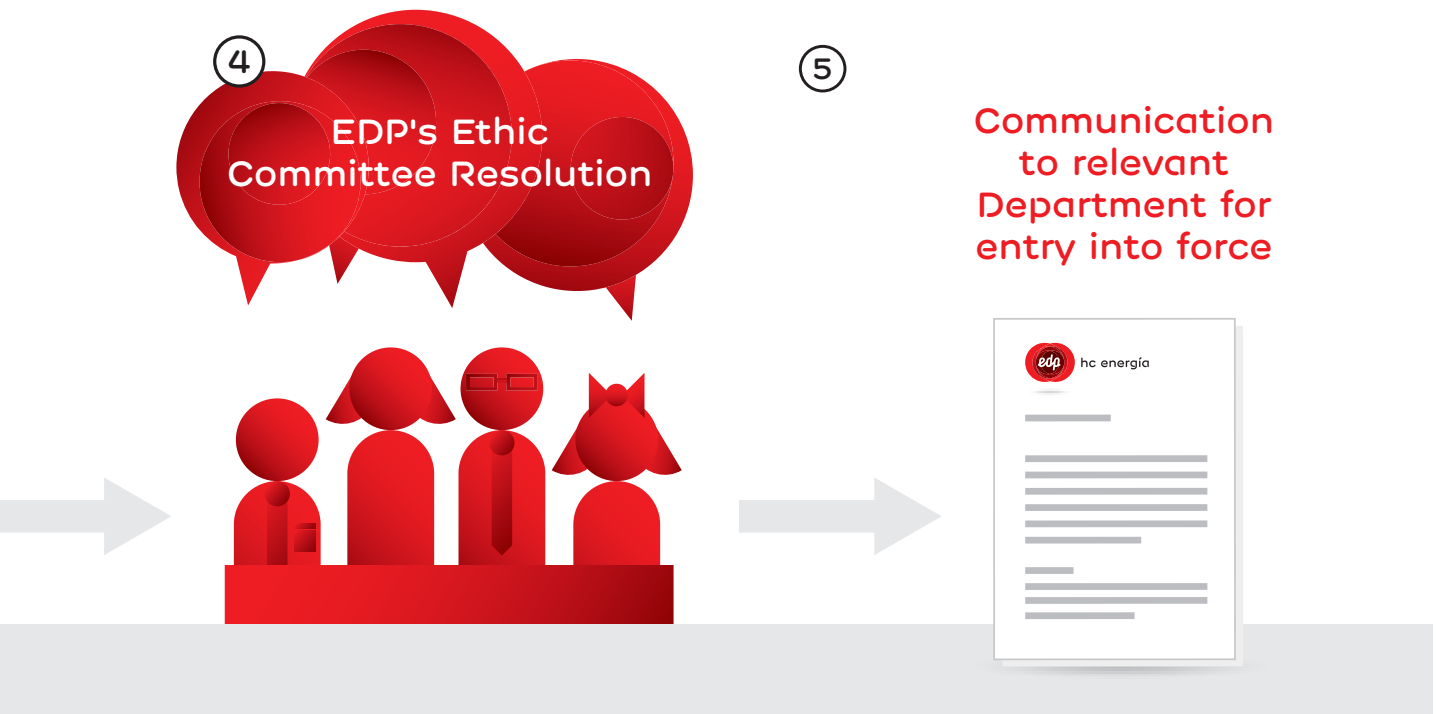 4
EDP's Ethic
Committee Resolution
5
Communication
to relevant
Department for
entry into force
edp hc energía